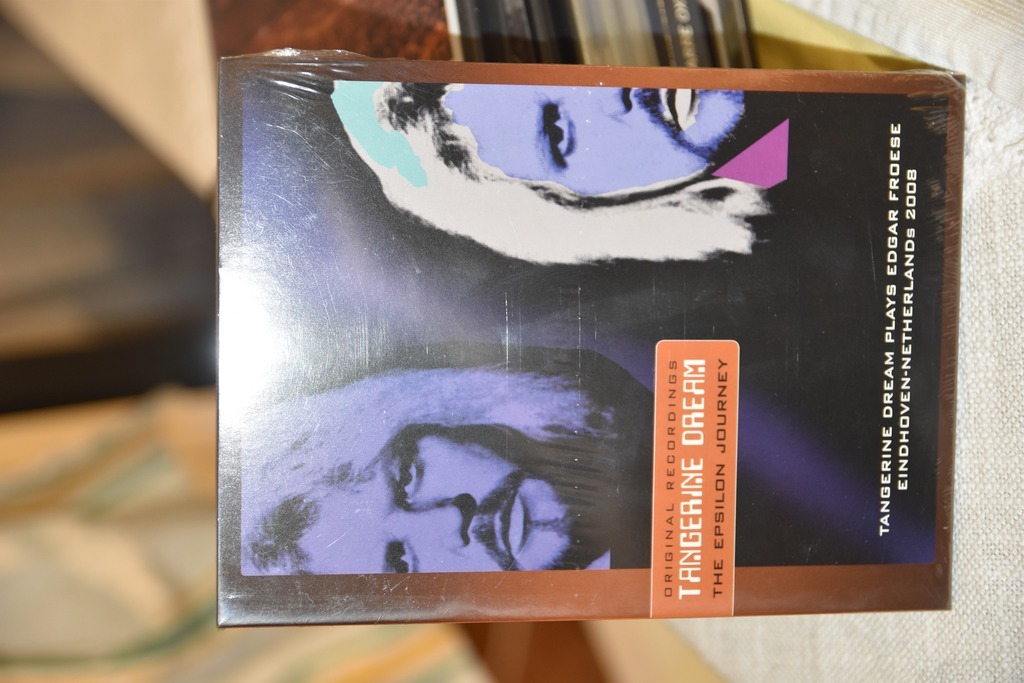 ORIGINAL RECORDINGS
TANGERINE DREAM
THE EPSILON JOURNEY
TANGERINE DREAM PLAYS EDGAR FROESE
EINDHOVEN-NETHERLANDS 2008